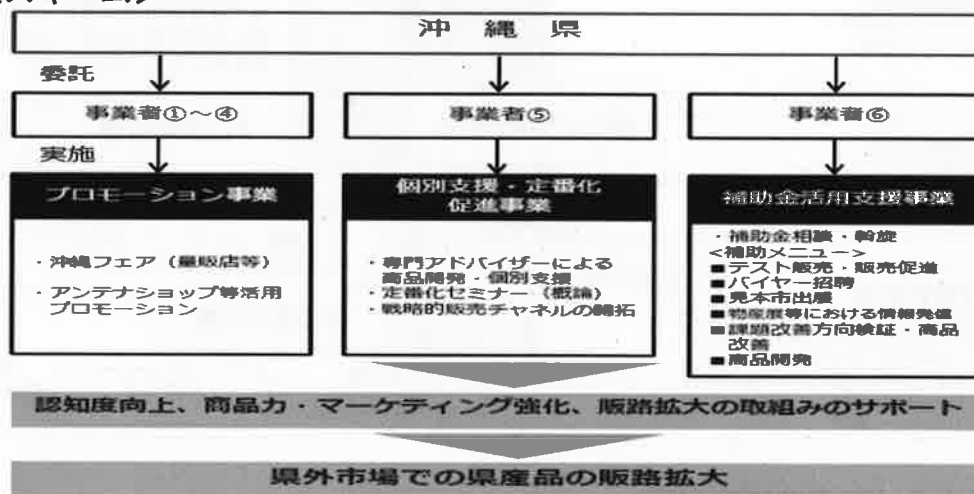 沖縄県
委託
事業者①～④
事業者⑤
事業者⑥
実施
プロモーション事業
・沖縄フェア（量販店等）
・アンテナショップ等活用
プロモーション
個別支援・定番化
促進事業
・専門アドバイザーによる
商品開発・個別支援
・定番化セミナー（概論）
・戦略的販売チャネルの開拓
補助金活用支援事業
・補助金相談・斡旋
<補助メニュー>
■テスト販売・販売促進
■バイヤー招聘
■見本市出展
■物産展等における情報発信
■課題改善方向検証・商品
改善
■商品開発
認知度向上、商品力・マーケティング強化、販路拡大の取組みのサポート
県外市場での県産品の販路拡大